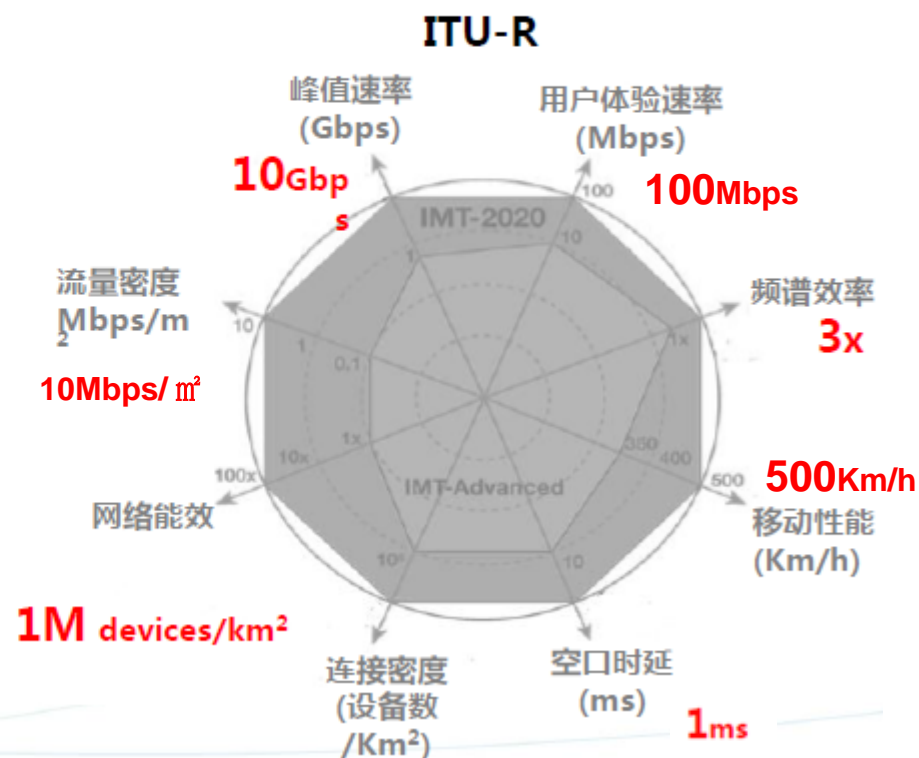 ITU-R
峰值速率
(Gbps)
用户体验速率
(Mbps)
10Gbp
s
100
100Mbps
IMT-2020
10
1
流量密度
Mbps/m
2
频谱效率
10
1
1x
3x
0.1
10Mbps/㎡
1x
350
400
100x
10x
500
500Km/h
IMT-Advanced
网络能效
移动性能
(Km/h)
10
1M devices/km²
空口时延
(ms)
连接密度
(设备数
/Km²)
1ms